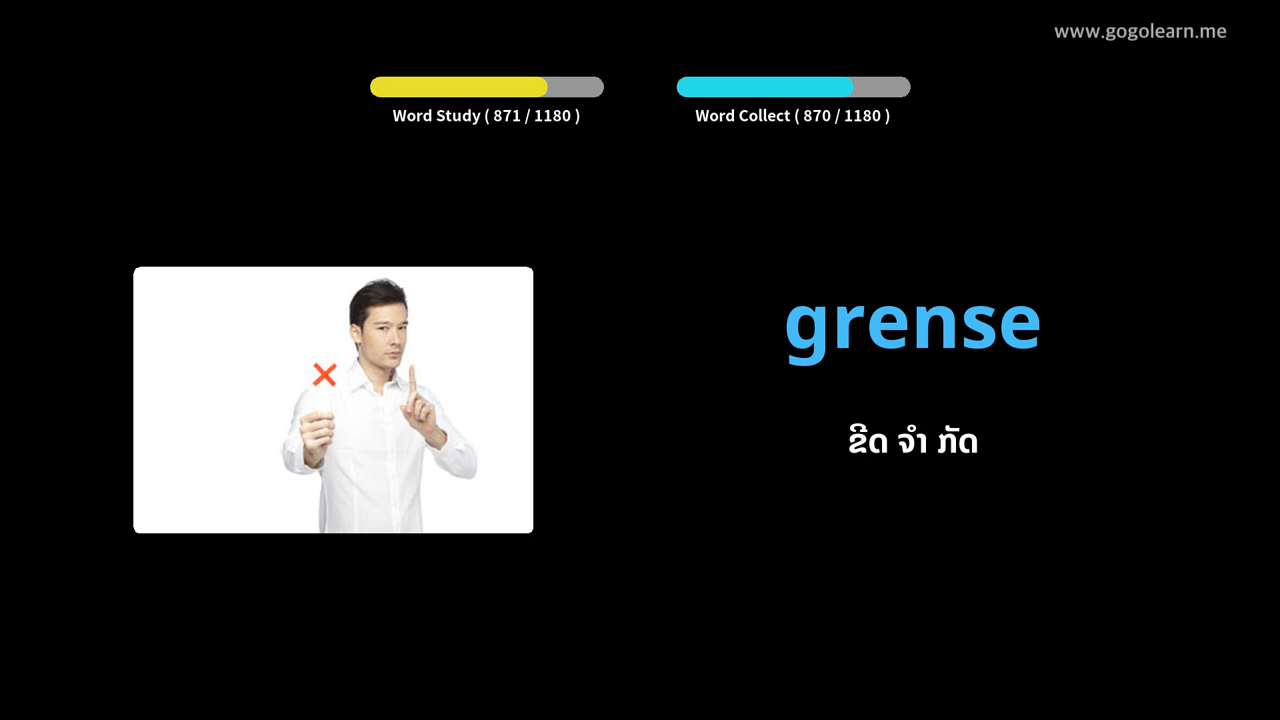 www.gogolearn.me
Word Study ( 871 / 1180 )
Word Collect ( 870 / 1180 )
grense
ຂີດ ຈຳ ກັດ